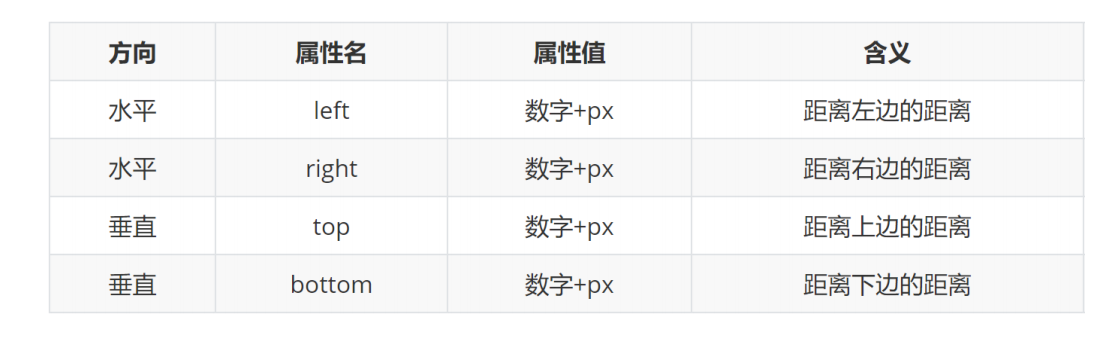 方向 属性名 属性值 含义
水平 left 数字+px 距离左边的距离
水平 right 数字+px 距离右边的距离
垂直 top 数字+px 距离上边的距离
垂直 bottom 数字+px 距离下边的距离